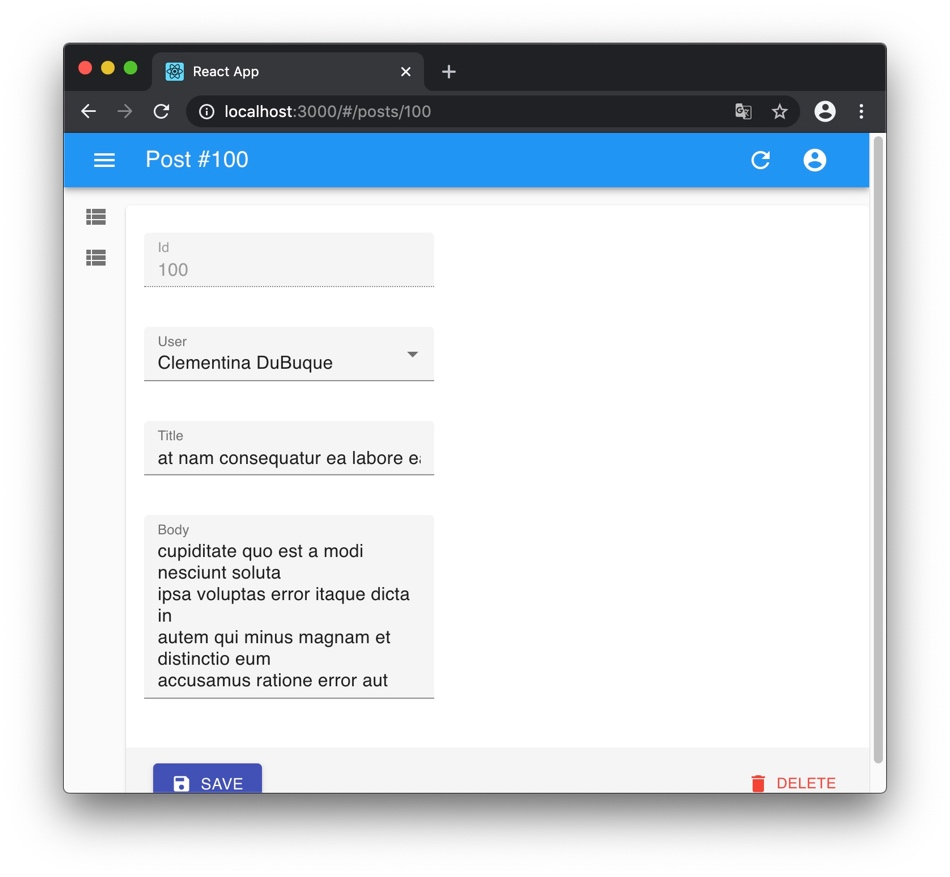 React App
localhost:3000/#/posts/100
Post #100
Id
100
User
Clementina DuBuque
Title
at nam consequatur ea labore
Body
cupiditate quo est a modi
nesciunt soluta
ipsa voluptas error itaque dicta
in
autem qui minus magnam et
distinctio eum
accusamus ratione error aut
SAVE
DELETE